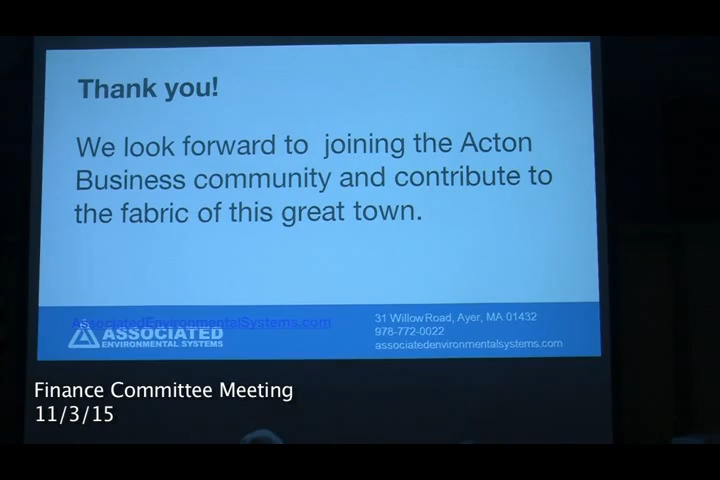 Thank you!
We look forward to joining the Acton
Business community and contribute to
the fabric of this great town.
AssociatedEnvironmentalSystems.com
ASSOCIATED
ENVIRONMENTAL SYSTEMS
31 Willow Road, Ayer, MA 01432
978-772-0022
associatedenvironmentalsystems.com
Finance Committee Meeting
11/3/15